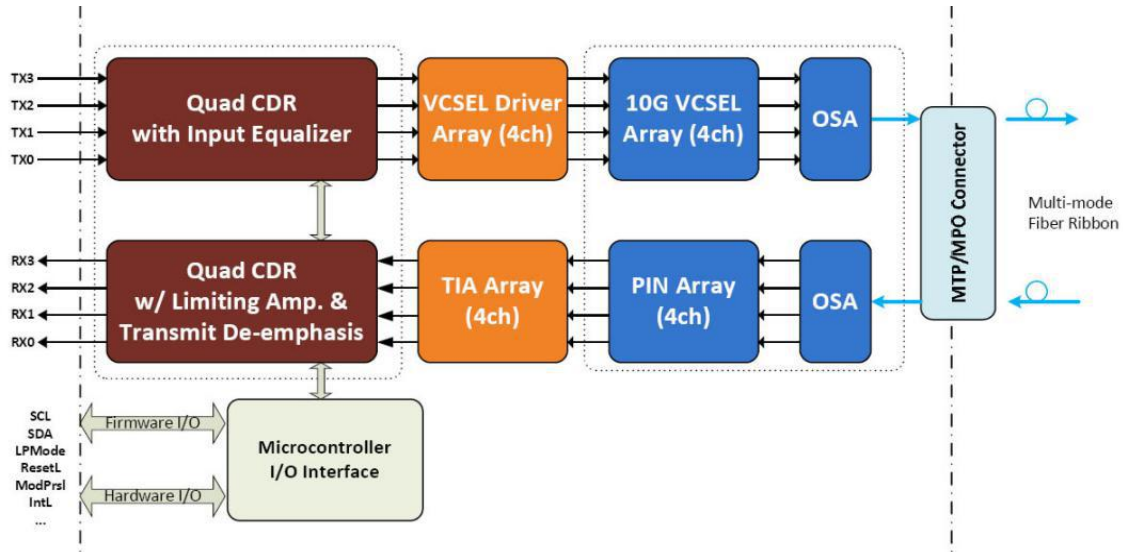 TX3
TX2
TX1
TX0
Quad CDR
with Input Equalizer
VCSEL Driver
Array (4ch)
10G VCSEL
Array (4ch)
OSA
MTP/MPO Connector
Multi-mode
Fiber Ribbon
RX3
RX2
RX1
RX0
Quad CDR
w/ Limiting Amp. &
Transmit De-emphasis
TIA Array
(4ch)
PIN Array
(4ch)
OSA
SCL
SDA
LPMode
ResetL
ModPrsl
IntL
...
Firmware I/O
Hardware I/O
Microcontroller
I/O Interface